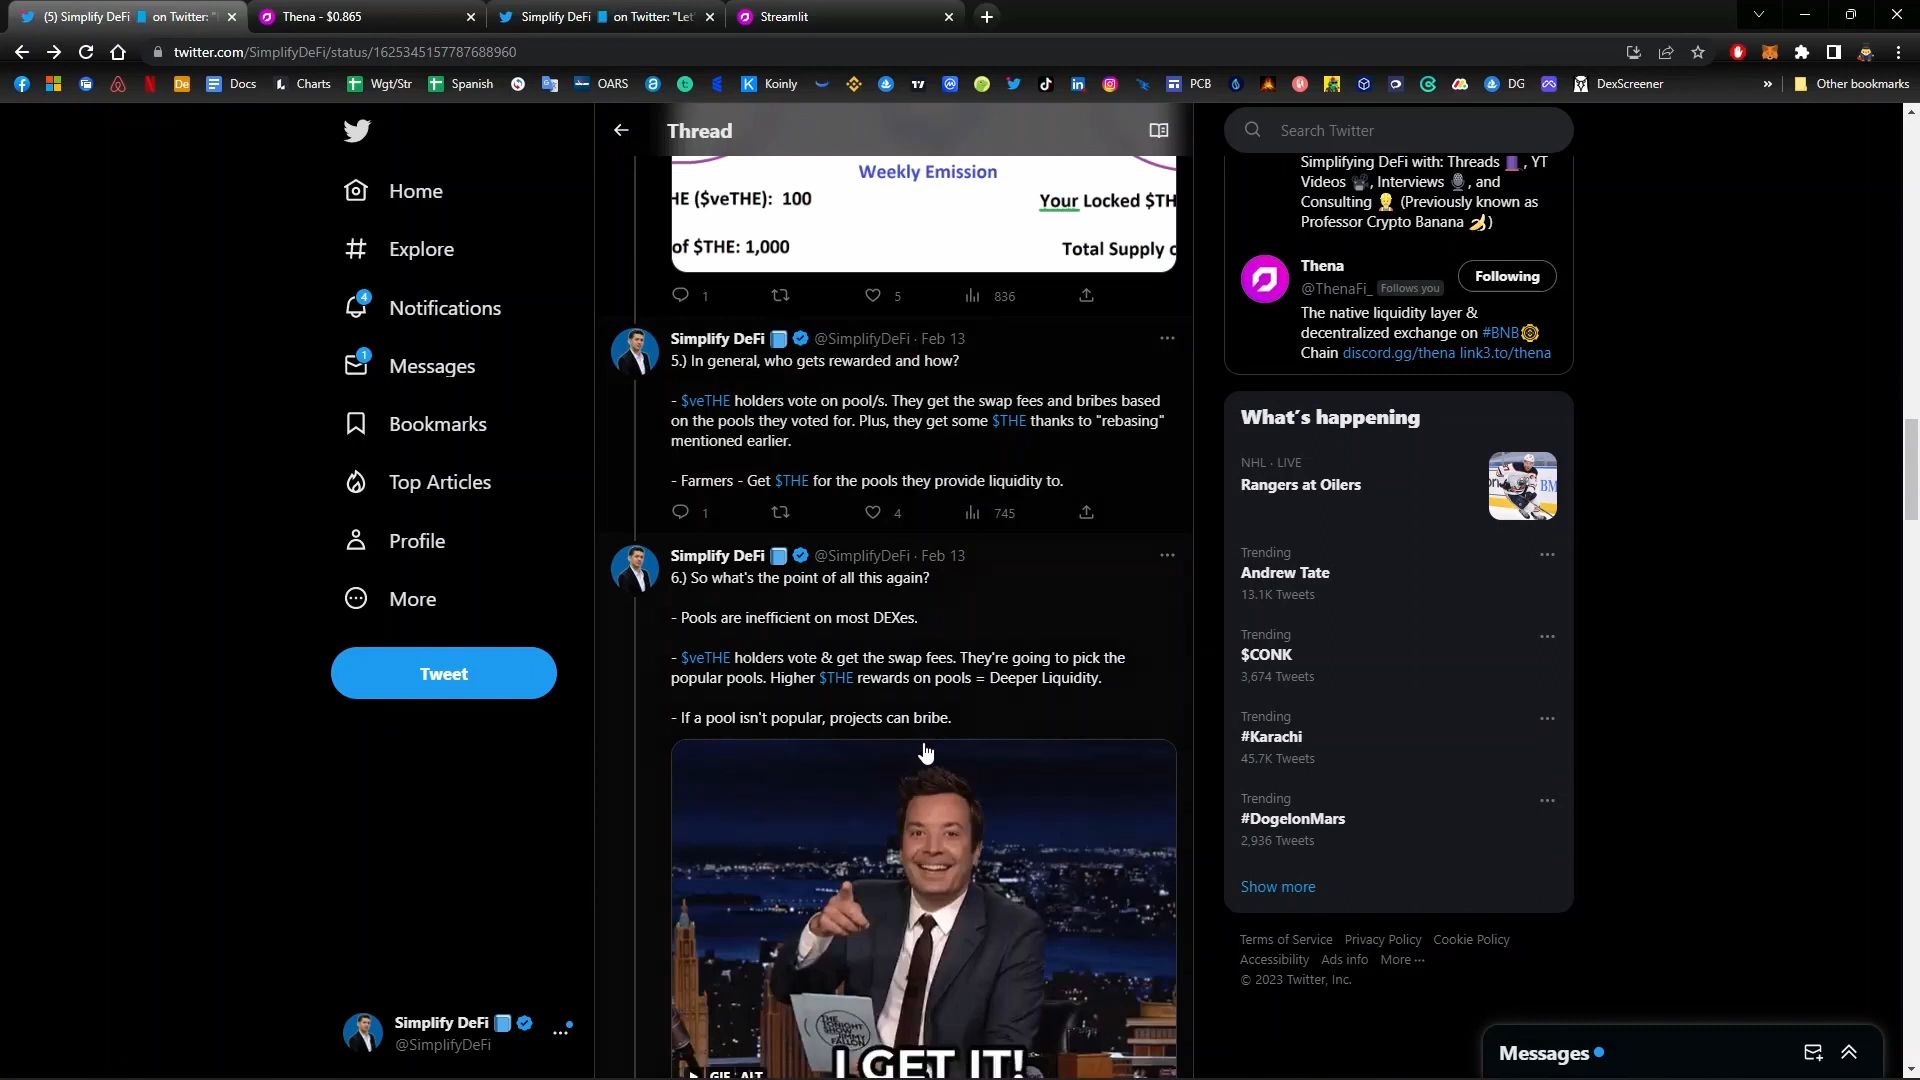 (5) Simplify DeFi 📘 on Twitter: "
Thena - $0.865
Simplify DeFi 📘 on Twitter: "Let'
Streamlit
twitter.com/SimplifyDeFi/status/1625345157787688960
Docs
Charts
Wgt/Str
Spanish
OARS
Koinly
PCB
DG
DexScreener
»
Other bookmarks
Home
Explore
4
Notifications
1
Messages
Bookmarks
Top Articles
Profile
More
Tweet
Simplify DeFi
@SimplifyDeFi
Thread
Weekly Emission
HE ($veTHE): 100
Your Locked $TH
of $THE: 1,000
Total Supply o
1
5
836
Simplify DeFi 📘 @SimplifyDeFi · Feb 13
5.) In general, who gets rewarded and how?
- $veTHE holders vote on pool/s. They get the swap fees and bribes based
on the pools they voted for. Plus, they get some $THE thanks to "rebasing"
mentioned earlier.
- Farmers - Get $THE for the pools they provide liquidity to.
1
4
745
Simplify DeFi 📘 @SimplifyDeFi · Feb 13
6.) So what's the point of all this again?
- Pools are inefficient on most DEXes.
- $veTHE holders vote & get the swap fees. They're going to pick the
popular pools. Higher $THE rewards on pools = Deeper Liquidity.
- If a pool isn't popular, projects can bribe.
THE
TONIGHT
SHOW
I GET IT!
GIF ALT
Search Twitter
Simplifying DeFi with: Threads 🧵, YT
Videos 📽️, Interviews 🎙️, and
Consulting 👷 (Previously known as
Professor Crypto Banana 🍌)
Thena
@ThenaFi_ Follows you
Following
The native liquidity layer &
decentralized exchange on #BNB
Chain discord.gg/thena link3.to/thena
What's happening
NHL · LIVE
Rangers at Oilers
Trending
Andrew Tate
13.1K Tweets
Trending
$CONK
3,674 Tweets
Trending
#Karachi
45.7K Tweets
Trending
#DogelonMars
2,936 Tweets
Show more
Terms of Service Privacy Policy Cookie Policy
Accessibility Ads info More ···
© 2023 Twitter, Inc.
Messages